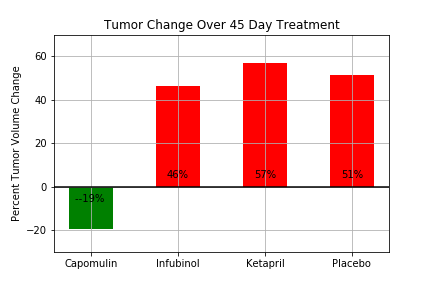 Tumor Change Over 45 Day Treatment
Percent Tumor Volume Change
60
40
20
0
−20
--19%
46%
57%
51%
Capomulin
Infubinol
Ketapril
Placebo